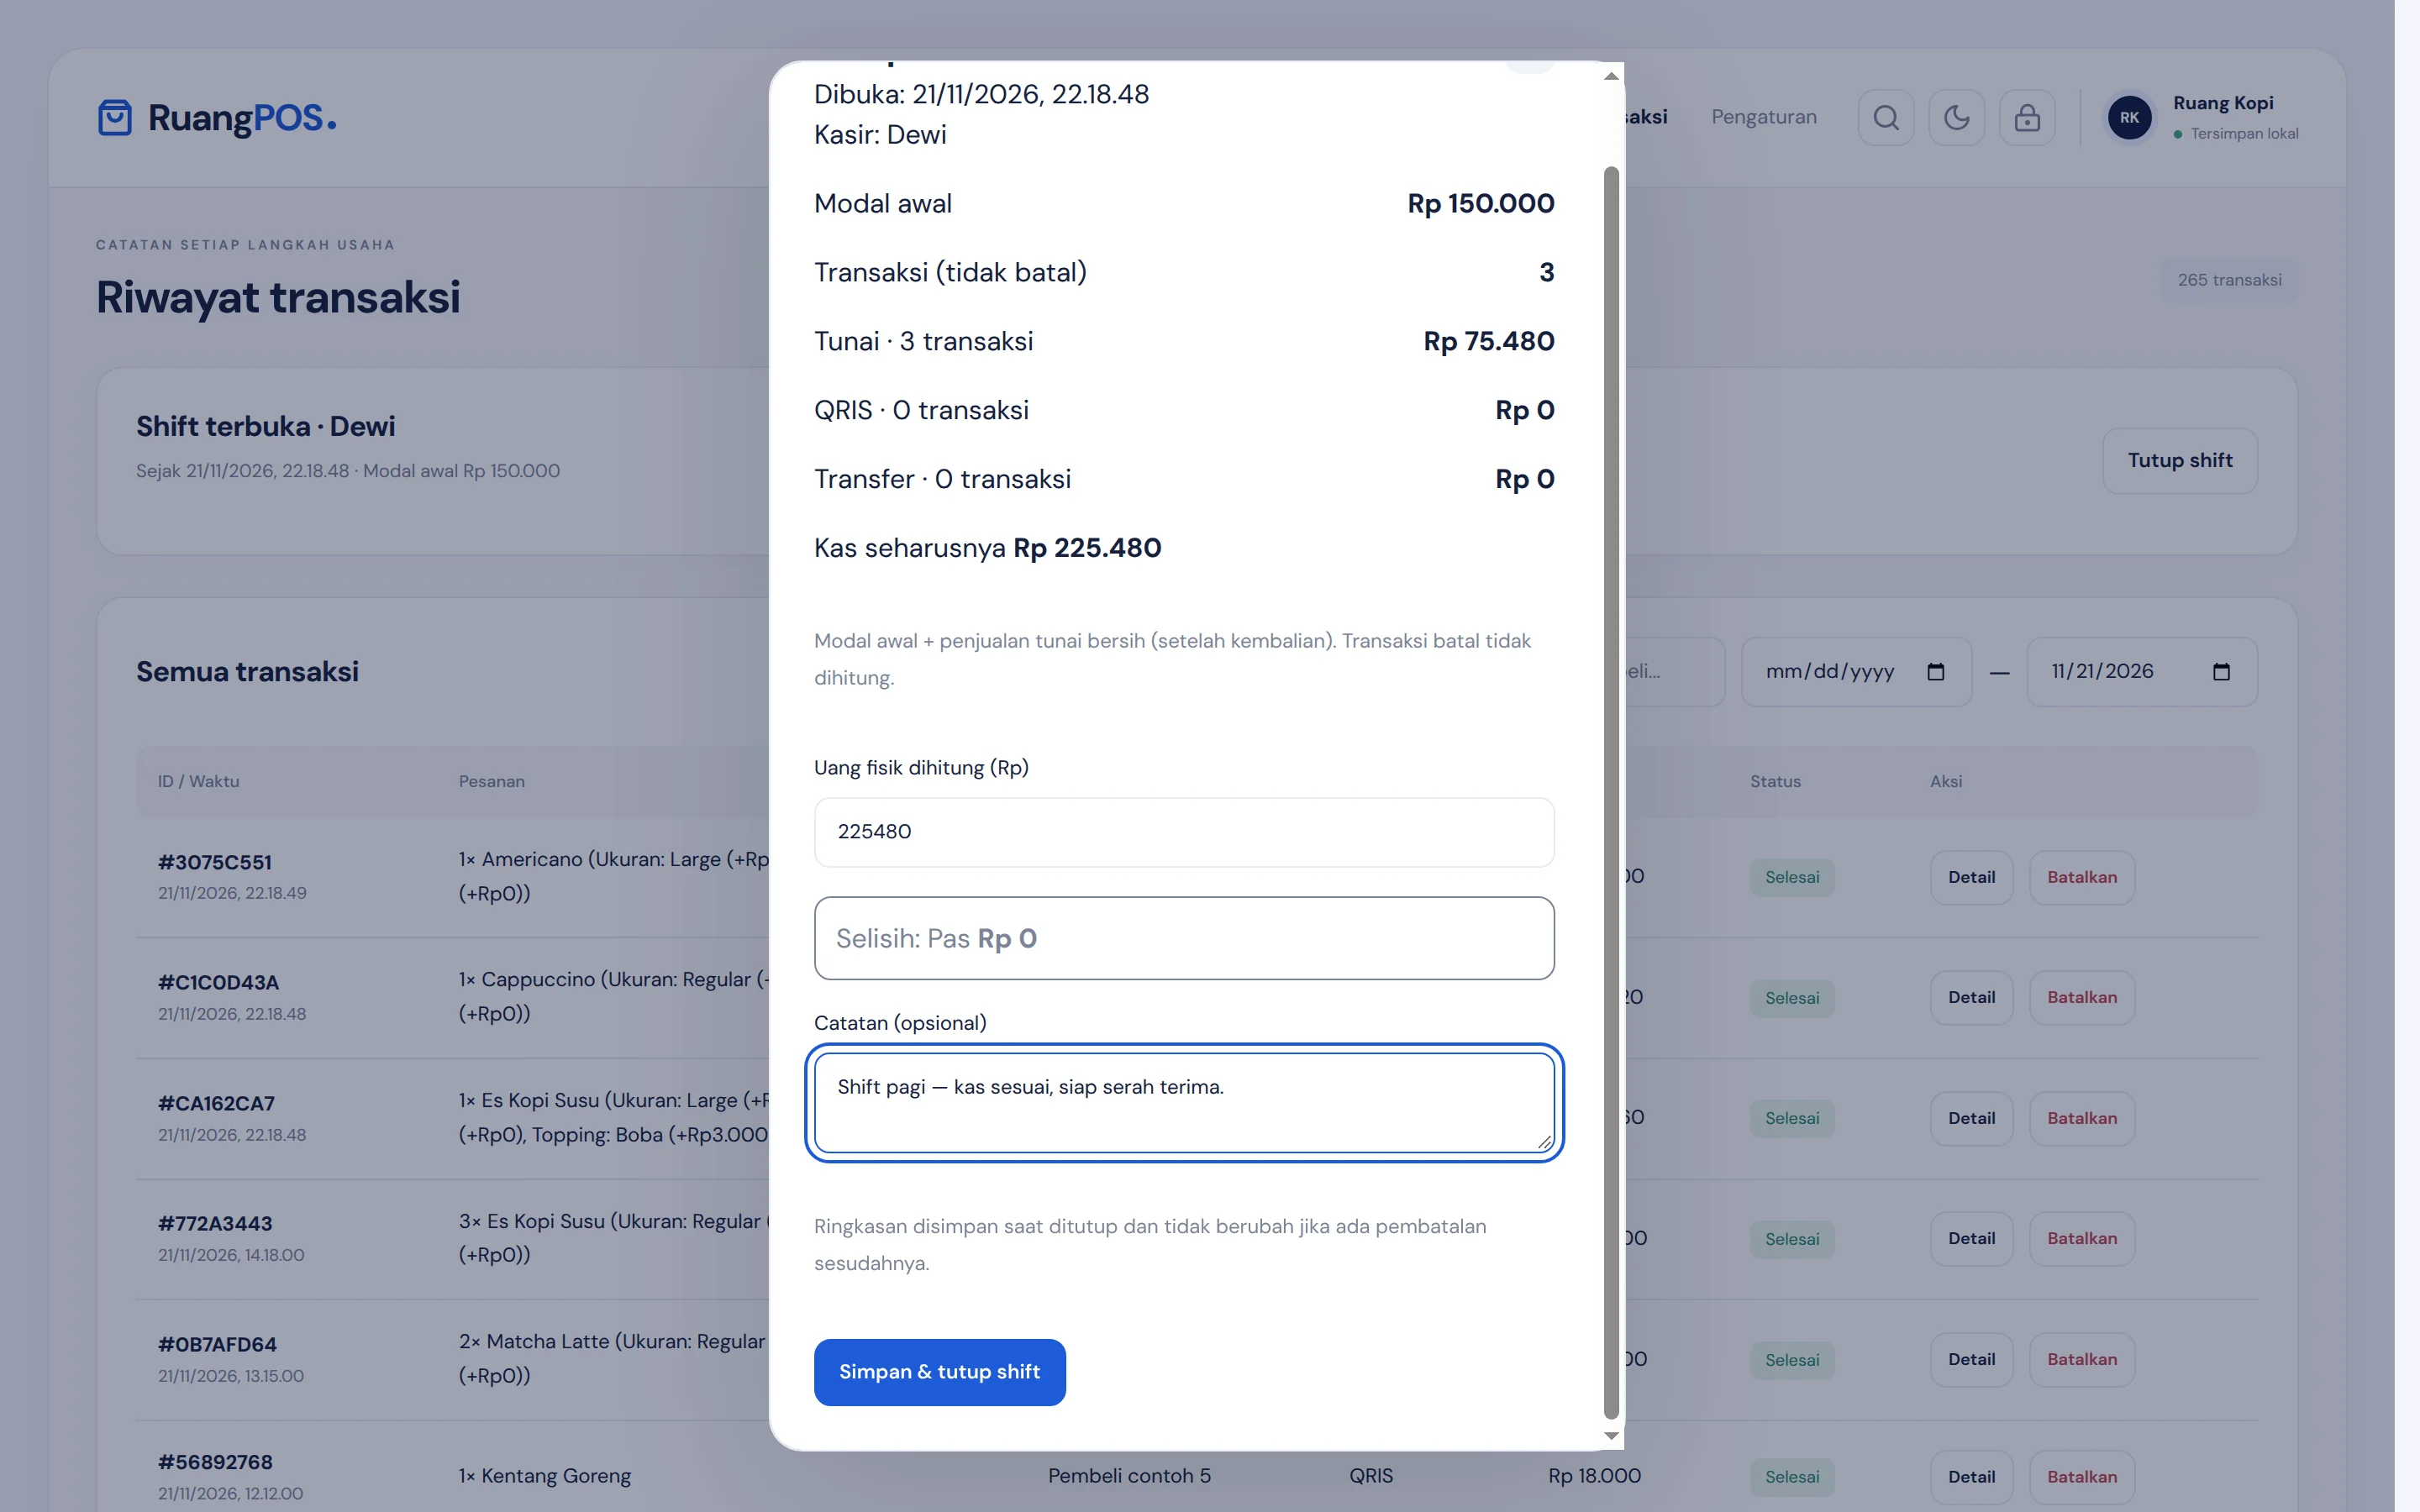 RuangPOS.
Pengaturan
RK
Ruang Kopi
Tersimpan lokal
CATATAN SETIAP LANGKAH USAHA
Riwayat transaksi
265 transaksi
Shift terbuka · Dewi
Sejak 21/11/2026, 22.18.48 · Modal awal Rp 150.000
Tutup shift
Dibuka: 21/11/2026, 22.18.48
Kasir: Dewi
Modal awal Rp 150.000
Transaksi (tidak batal) 3
Tunai · 3 transaksi Rp 75.480
QRIS · 0 transaksi Rp 0
Transfer · 0 transaksi Rp 0
Kas seharusnya Rp 225.480
Modal awal + penjualan tunai bersih (setelah kembalian). Transaksi batal tidak
dihitung.
Uang fisik dihitung (Rp)
225480
Selisih: Pas Rp 0
Catatan (opsional)
Shift pagi — kas sesuai, siap serah terima.
Ringkasan disimpan saat ditutup dan tidak berubah jika ada pembatalan
sesudahnya.
Simpan & tutup shift
Semua transaksi
mm/dd/yyyy — 11/21/2026
ID / Waktu Pesanan Status Aksi
#3075C551 1× Americano (Ukuran: Large (+Rp
21/11/2026, 22.18.49 (+Rp0))
Selesai Detail Batalkan
#C1C0D43A 1× Cappuccino (Ukuran: Regular (
21/11/2026, 22.18.48 (+Rp0))
Selesai Detail Batalkan
#CA162CA7 1× Es Kopi Susu (Ukuran: Large (+R
21/11/2026, 22.18.48 (+Rp0), Topping: Boba (+Rp3.000
Selesai Detail Batalkan
#772A3443 3× Es Kopi Susu (Ukuran: Regular
21/11/2026, 14.18.00 (+Rp0))
Selesai Detail Batalkan
#0B7AFD64 2× Matcha Latte (Ukuran: Regular
21/11/2026, 13.15.00 (+Rp0))
Selesai Detail Batalkan
#56892768 1× Kentang Goreng Pembeli contoh 5 QRIS Rp 18.000 Selesai Detail Batalkan
21/11/2026, 12.12.00